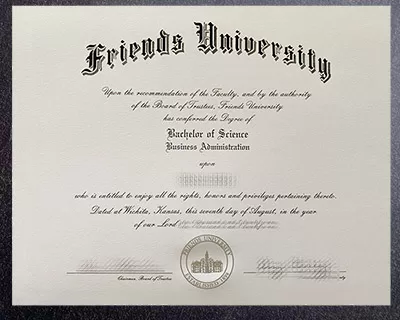 Friends University
Upon the recommendation of the Faculty, and by the authority
of the Board of Trustees, Friends University
has conferred the Degree of
Bachelor of Science
Business Administration
upon
who is entitled to enjoy all the rights, honors and privileges pertaining thereto.
Dated at Wichita, Kansas, this seventh day of August, in the year
of our Lord
FRIENDS UNIVERSITY
ESTABLISHED
Chairman, Board of Trustees